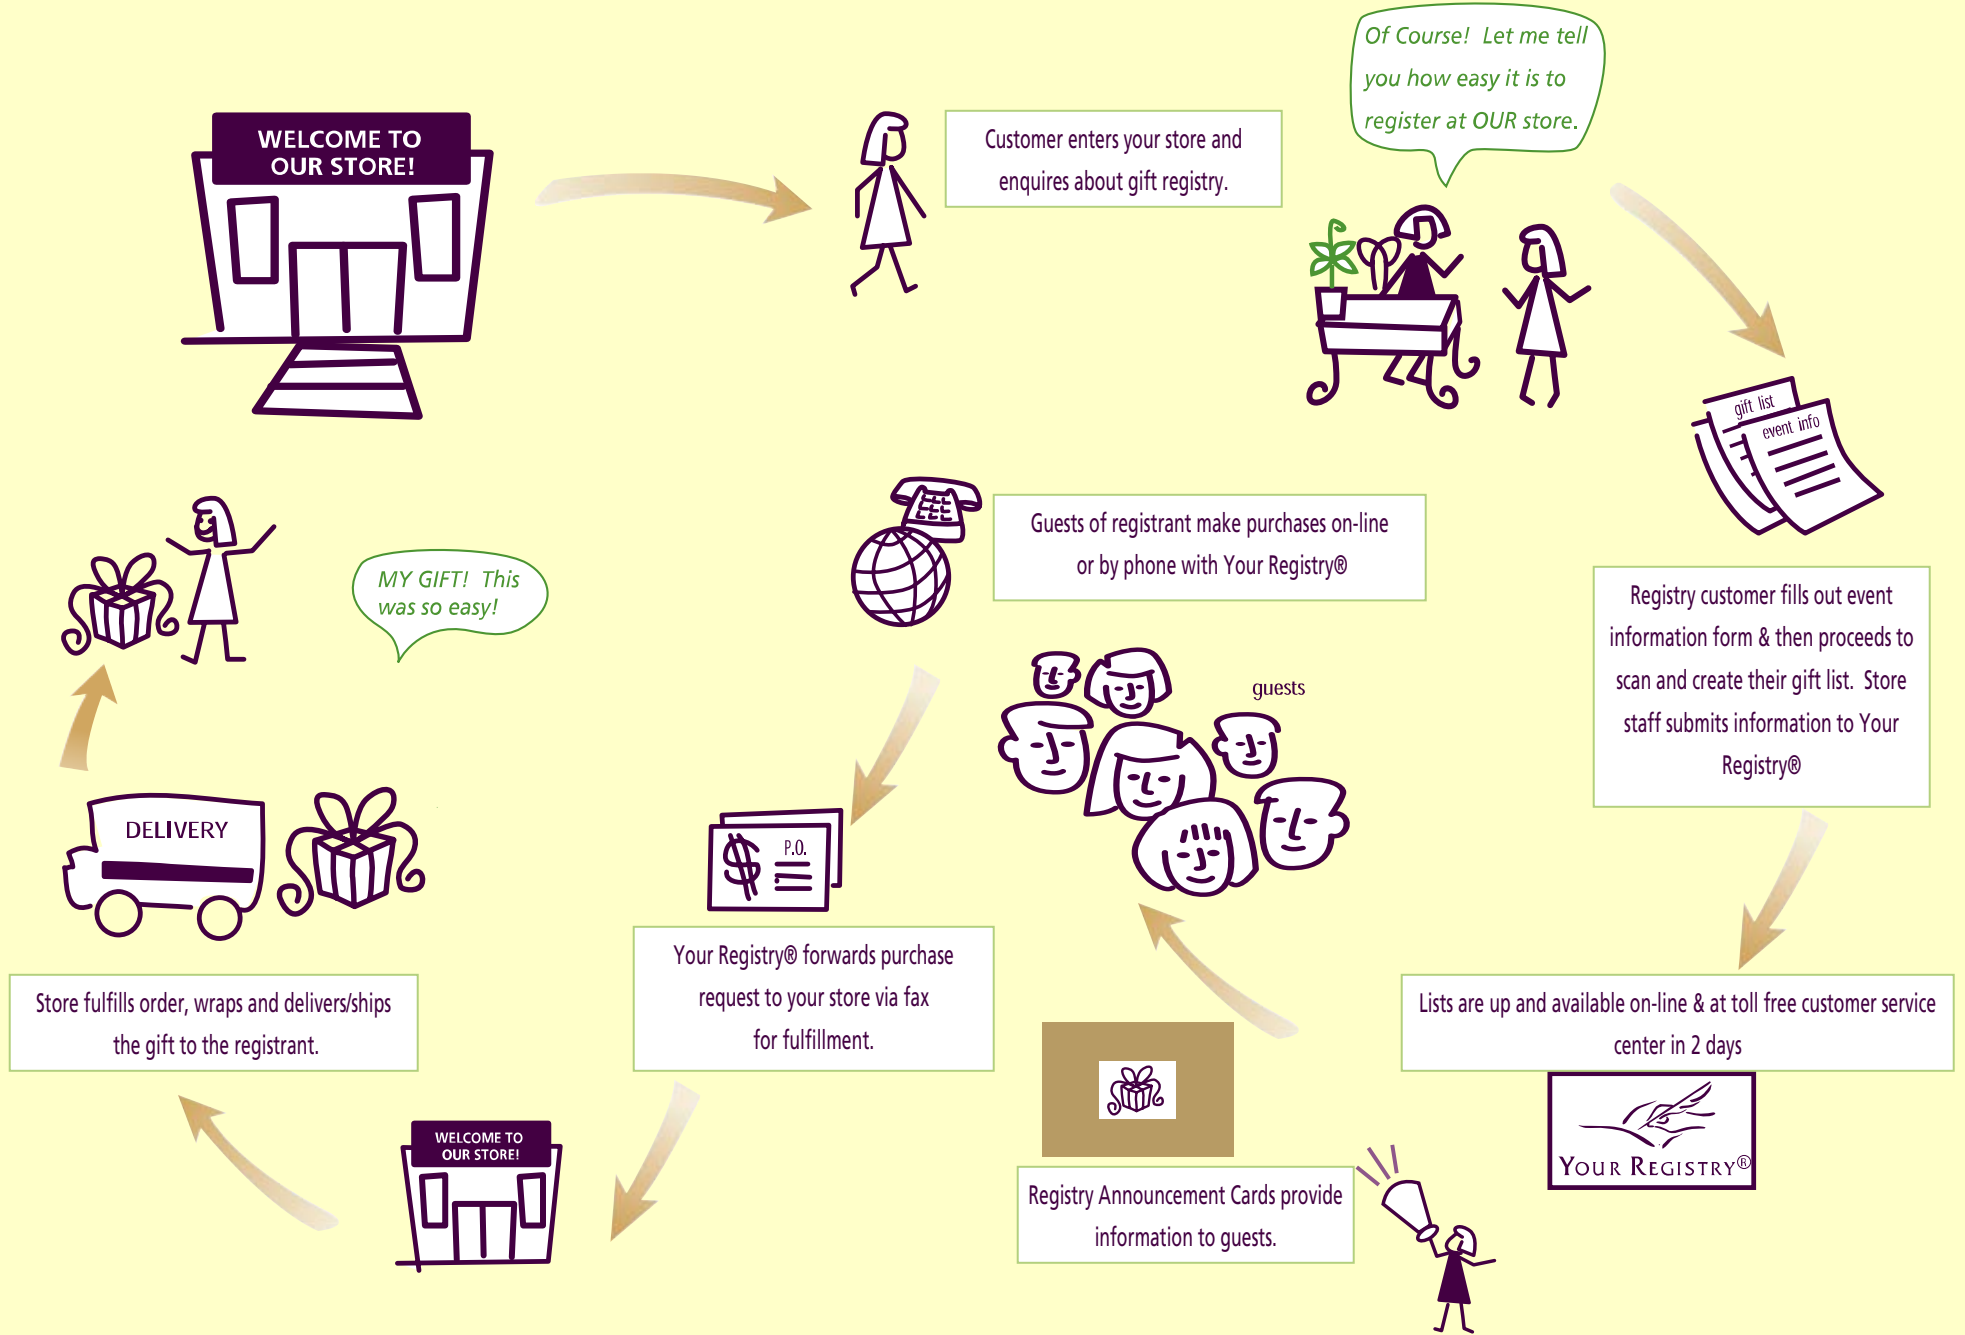 WELCOME TO
OUR STORE!
Customer enters your store and
enquires about gift registry.
Of Course!  Let me tell
you how easy it is to
register at OUR store.
gift list
event info
Registry customer fills out event
information form & then proceeds to
scan and create their gift list.  Store
staff submits information to Your
Registry®
Lists are up and available on-line & at toll free customer service
center in 2 days
YOUR REGISTRY®
Registry Announcement Cards provide
information to guests.
guests
Guests of registrant make purchases on-line
or by phone with Your Registry®
P.O.
$
Your Registry® forwards purchase
request to your store via fax
for fulfillment.
WELCOME TO
OUR STORE!
Store fulfills order, wraps and delivers/ships
the gift to the registrant.
DELIVERY
MY GIFT!  This
was so easy!